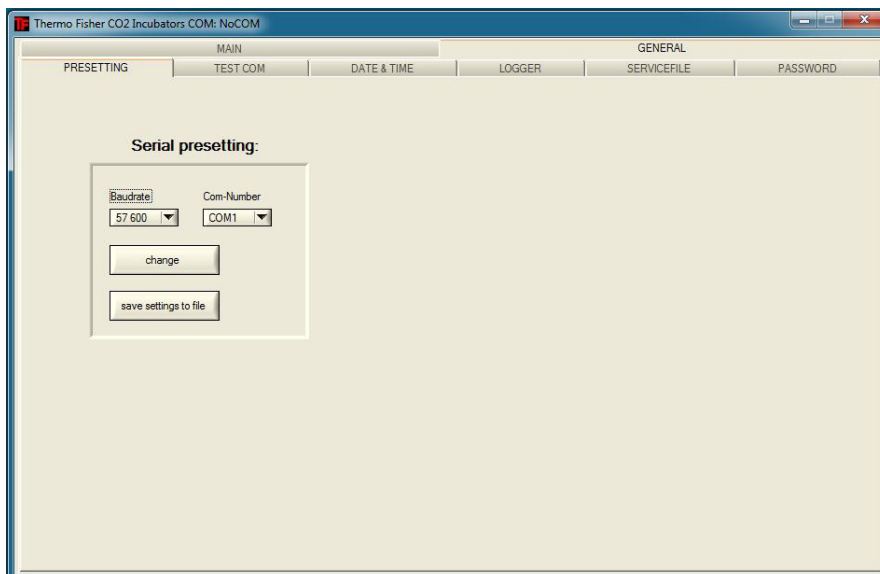 TF Thermo Fisher CO2 Incubators COM: NoCOM
MAIN GENERAL
PRESETTING TEST COM DATE & TIME LOGGER SERVICEFILE PASSWORD
Serial presetting:
Baudrate Com-Number
57 600 COM1
change
save settings to file